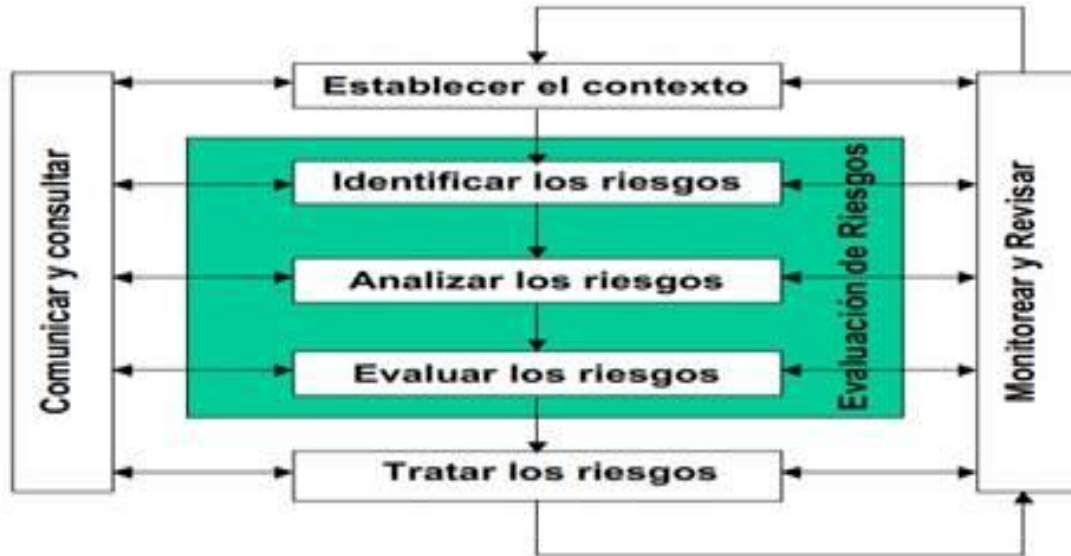 Establecer el contexto
Identificar los riesgos
Analizar los riesgos
Evaluar los riesgos
Tratar los riesgos
Comunicar y consultar
Evaluación de Riesgos
Monitorear y Revisar